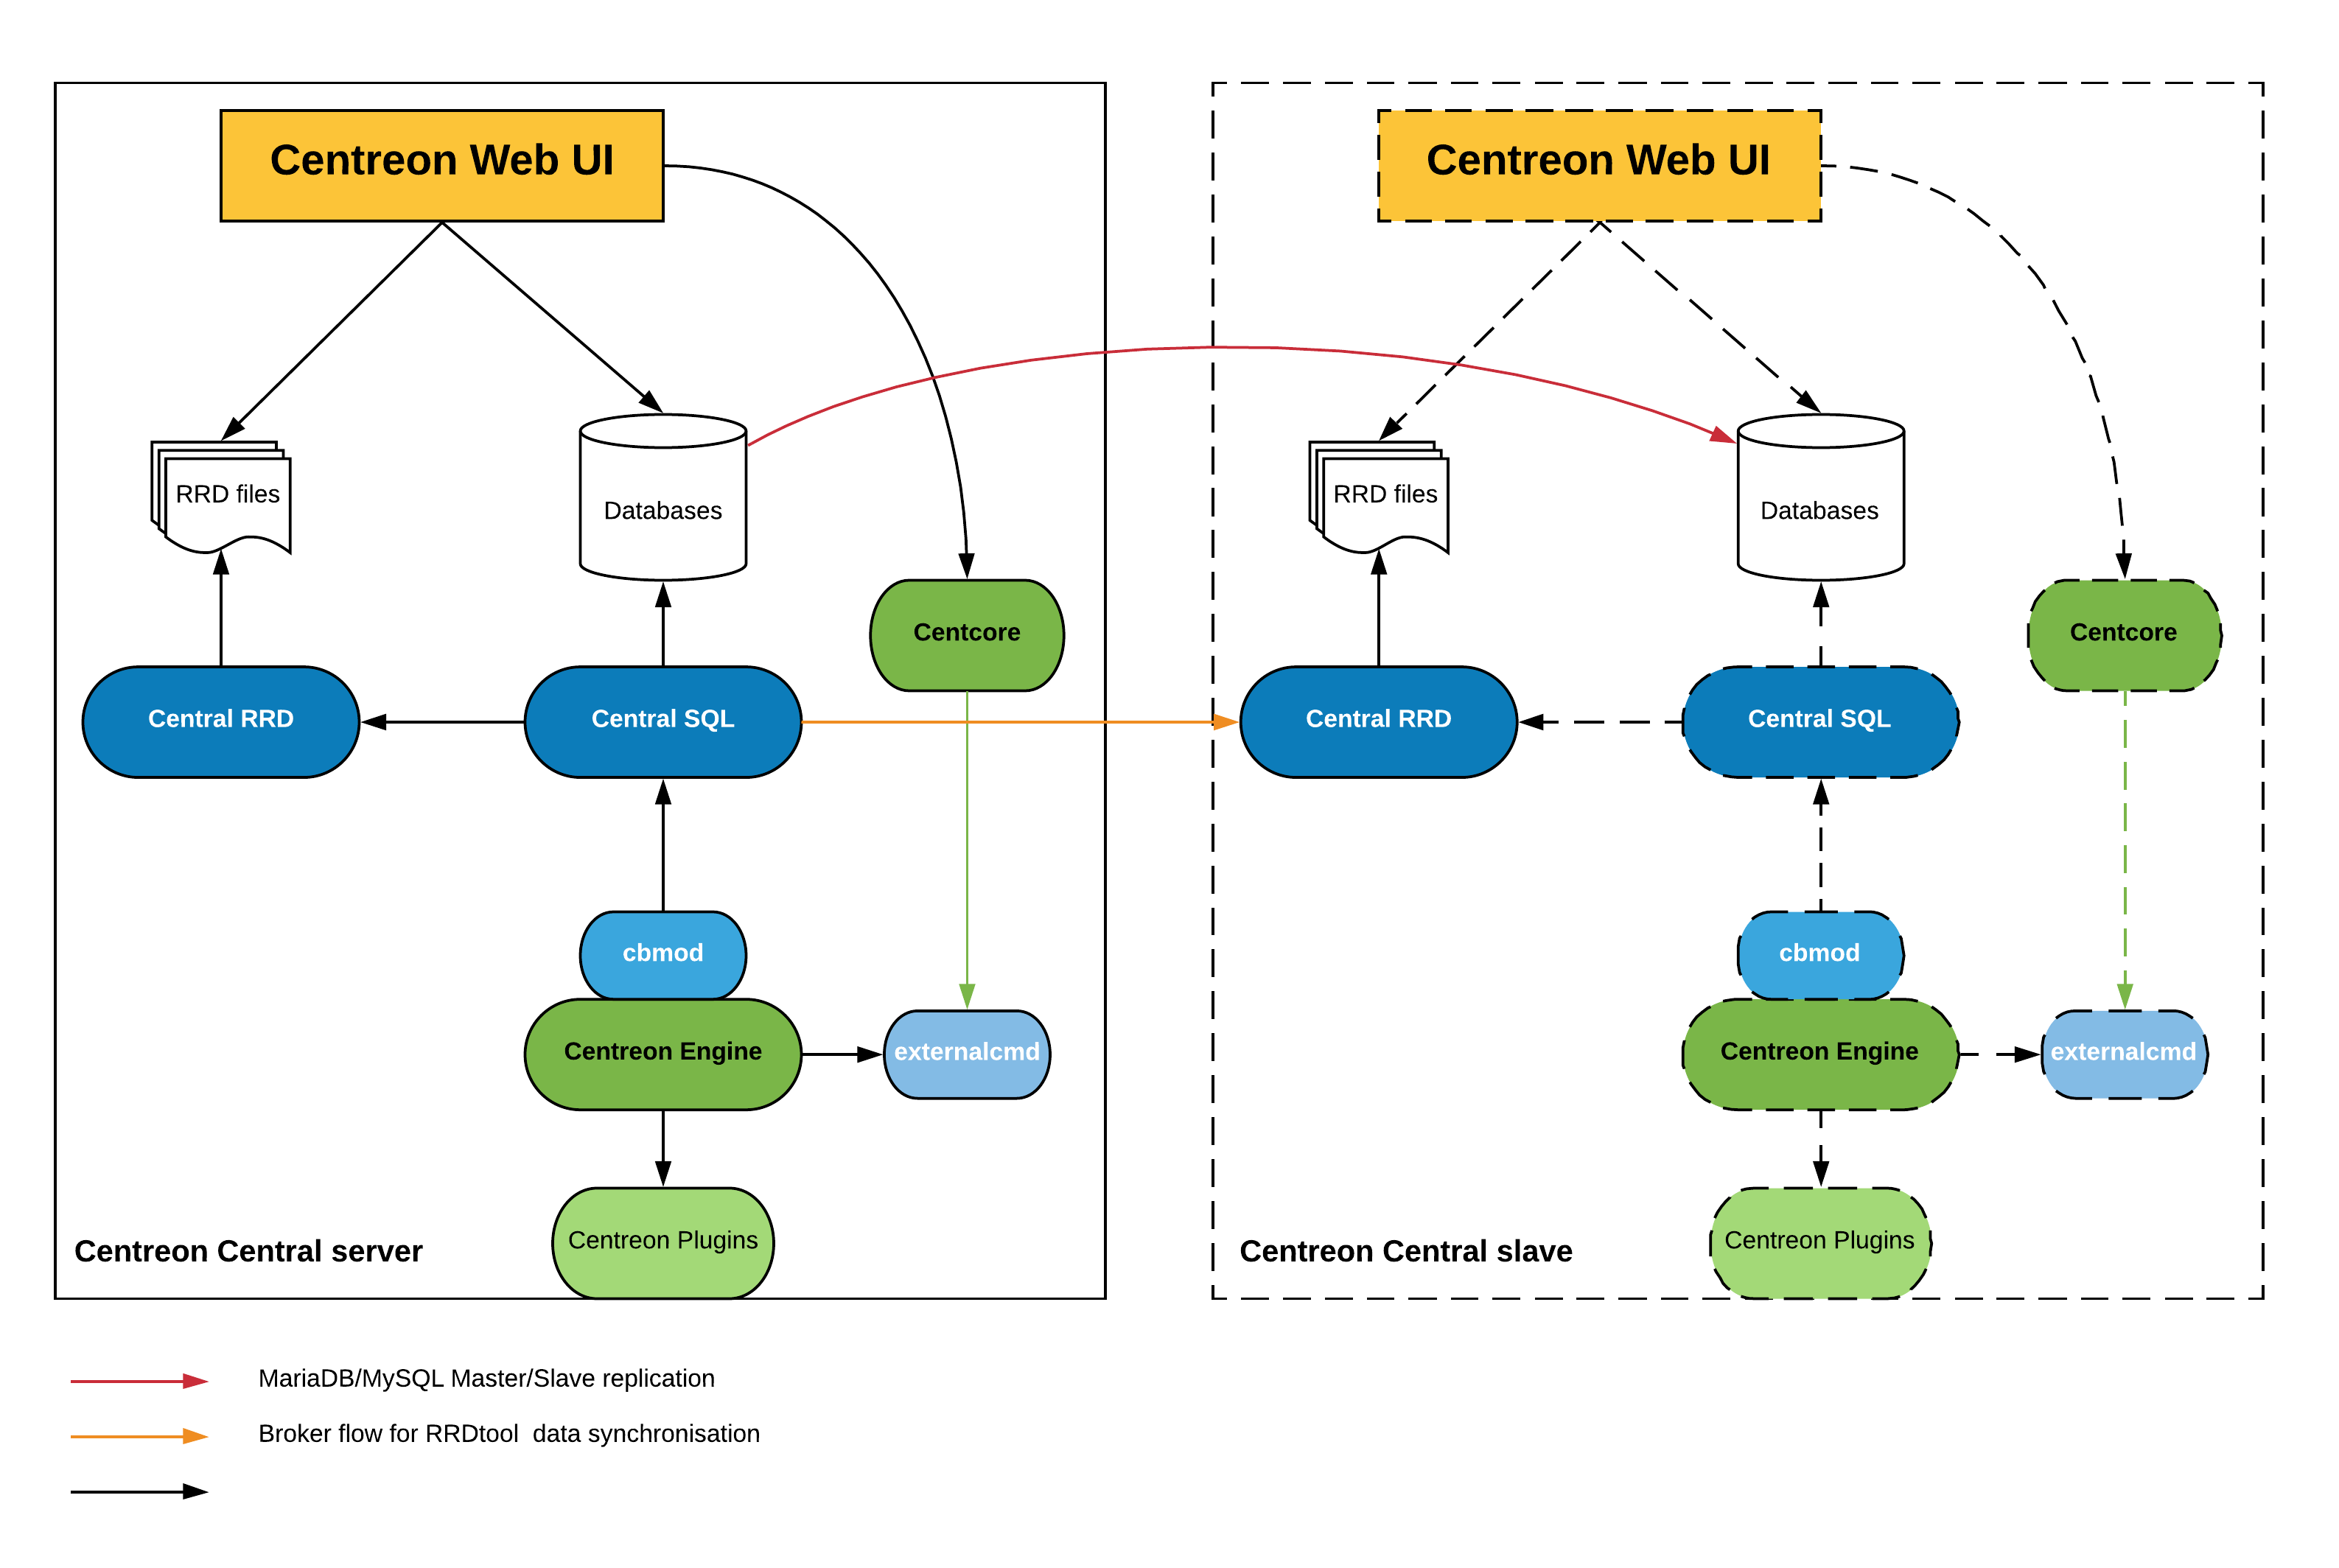 Centreon Web UI
RRD files
Databases
Centcore
Central RRD
Central SQL
cbmod
Centreon Engine
externalcmd
Centreon Plugins
Centreon Central server
Centreon Web UI
RRD files
Databases
Centcore
Central RRD
Central SQL
cbmod
Centreon Engine
externalcmd
Centreon Plugins
Centreon Central slave
MariaDB/MySQL Master/Slave replication
Broker flow for RRDtool  data synchronisation